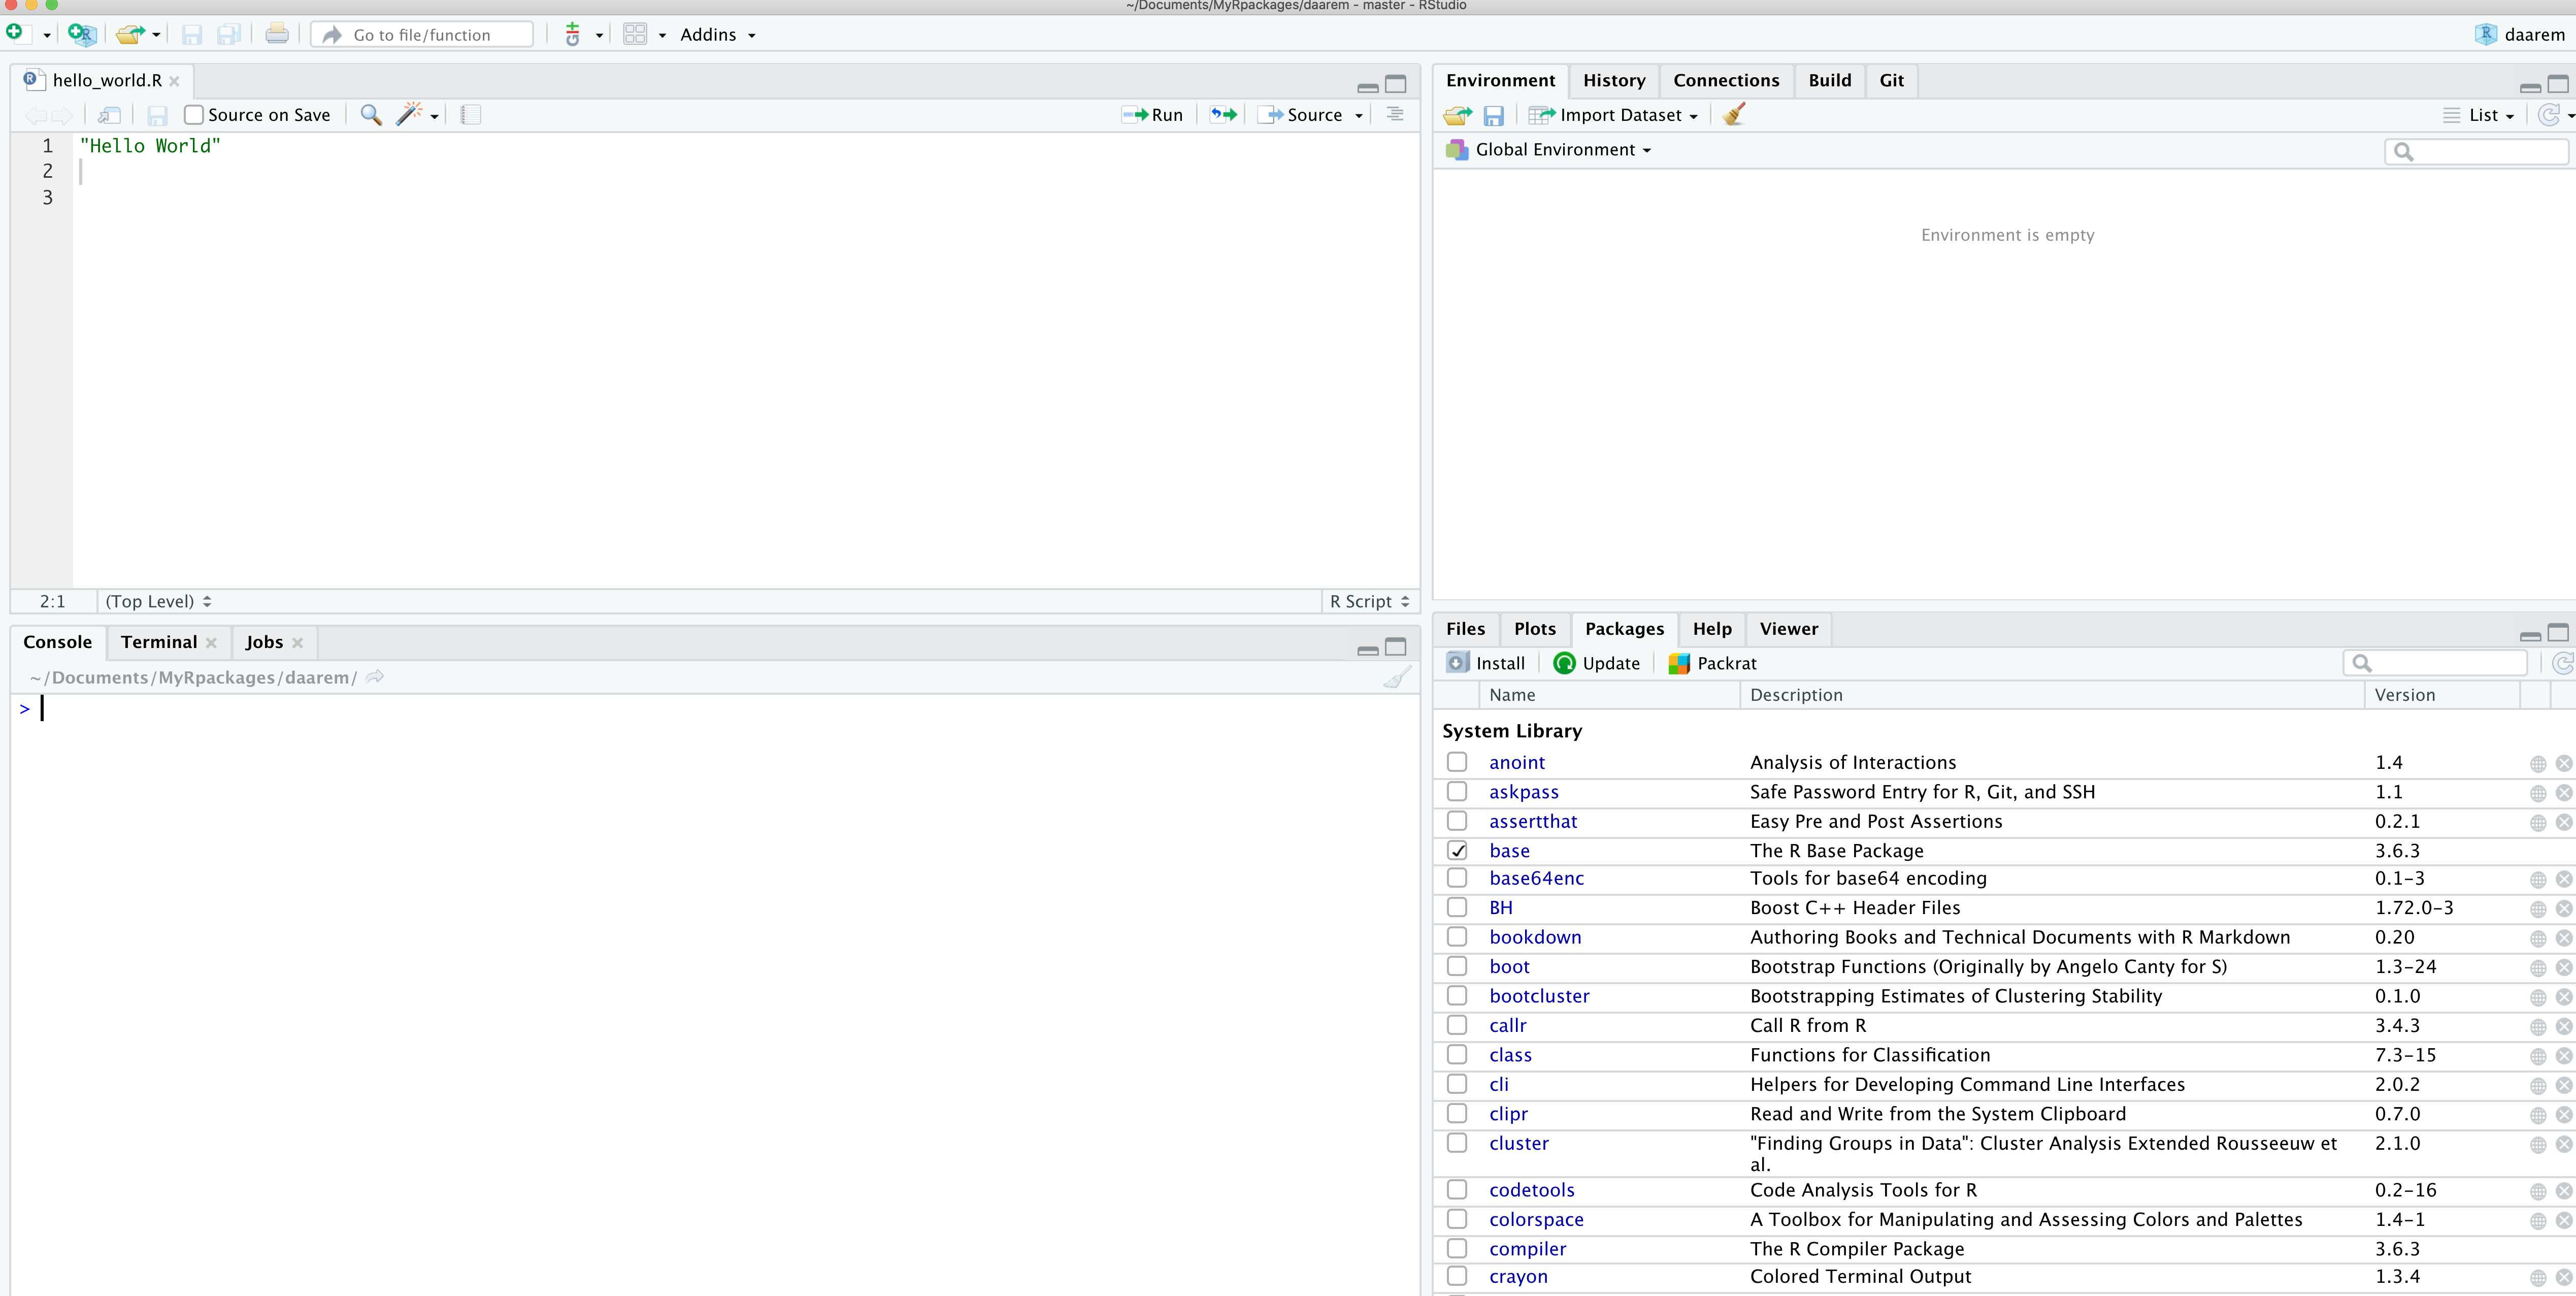 ~/Documents/MyRpackages/daarem - master - RStudio
Go to file/function Addins daarem
hello_world.R
Source on Save Run Source
1 "Hello World"
2
3
2:1 (Top Level) R Script
Console Terminal Jobs
~/Documents/MyRpackages/daarem/
>
Environment History Connections Build Git
Import Dataset List
Global Environment
Environment is empty
Files Plots Packages Help Viewer
Install Update Packrat
Name Description Version
System Library
anoint Analysis of Interactions 1.4
askpass Safe Password Entry for R, Git, and SSH 1.1
assertthat Easy Pre and Post Assertions 0.2.1
base The R Base Package 3.6.3
base64enc Tools for base64 encoding 0.1-3
BH Boost C++ Header Files 1.72.0-3
bookdown Authoring Books and Technical Documents with R Markdown 0.20
boot Bootstrap Functions (Originally by Angelo Canty for S) 1.3-24
bootcluster Bootstrapping Estimates of Clustering Stability 0.1.0
callr Call R from R 3.4.3
class Functions for Classification 7.3-15
cli Helpers for Developing Command Line Interfaces 2.0.2
clipr Read and Write from the System Clipboard 0.7.0
cluster "Finding Groups in Data": Cluster Analysis Extended Rousseeuw et 2.1.0
al.
codetools Code Analysis Tools for R 0.2-16
colorspace A Toolbox for Manipulating and Assessing Colors and Palettes 1.4-1
compiler The R Compiler Package 3.6.3
crayon Colored Terminal Output 1.3.4